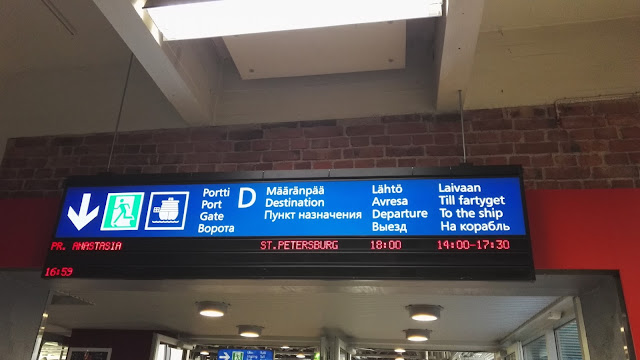 Portti Määränpää Lähtö Laivaan
Port D Destination Avresa Till fartyget
Gate Пункт назначения Departure To the ship
Ворота Выезд На корабль
PR. ANASTASIA ST.PETERSBURG 18:00 14:00-17:30
16:59